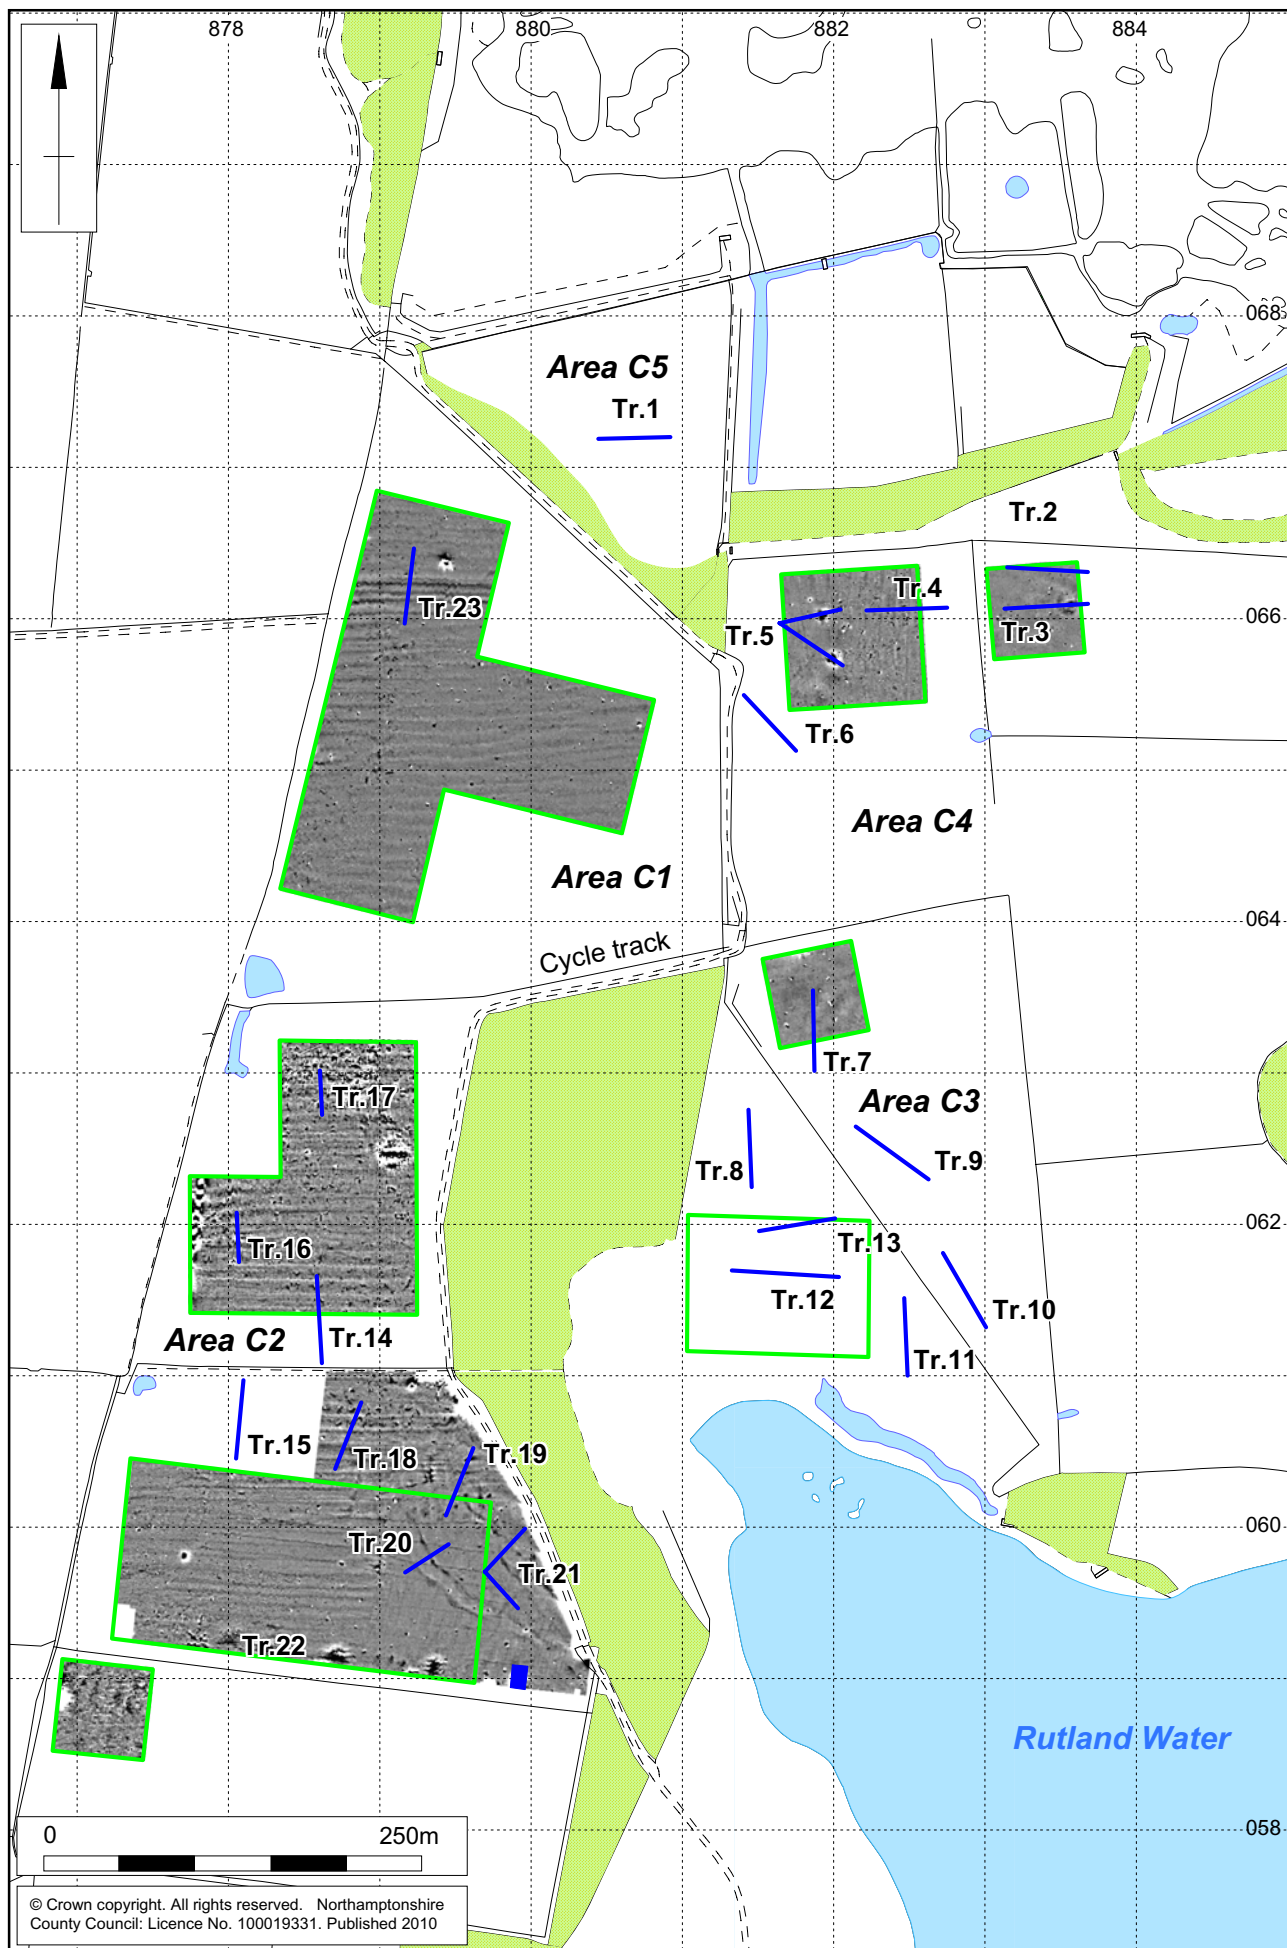 878 880 882 884
068
Area C5
Tr.1
Tr.2
Tr.4
Tr.23
066
Tr.5
Tr.3
Tr.6
Area C4
Area C1
064
Cycle track
Tr.7
Tr.17
Area C3
Tr.9
Tr.8
062
Tr.13
Tr.16
Tr.12
Tr.10
Area C2
Tr.14
Tr.11
Tr.15
Tr.18
Tr.19
060
Tr.20
Tr.21
Tr.22
Rutland Water
058
0 250m
© Crown copyright. All rights reserved. Northamptonshire
County Council: Licence No. 100019331. Published 2010